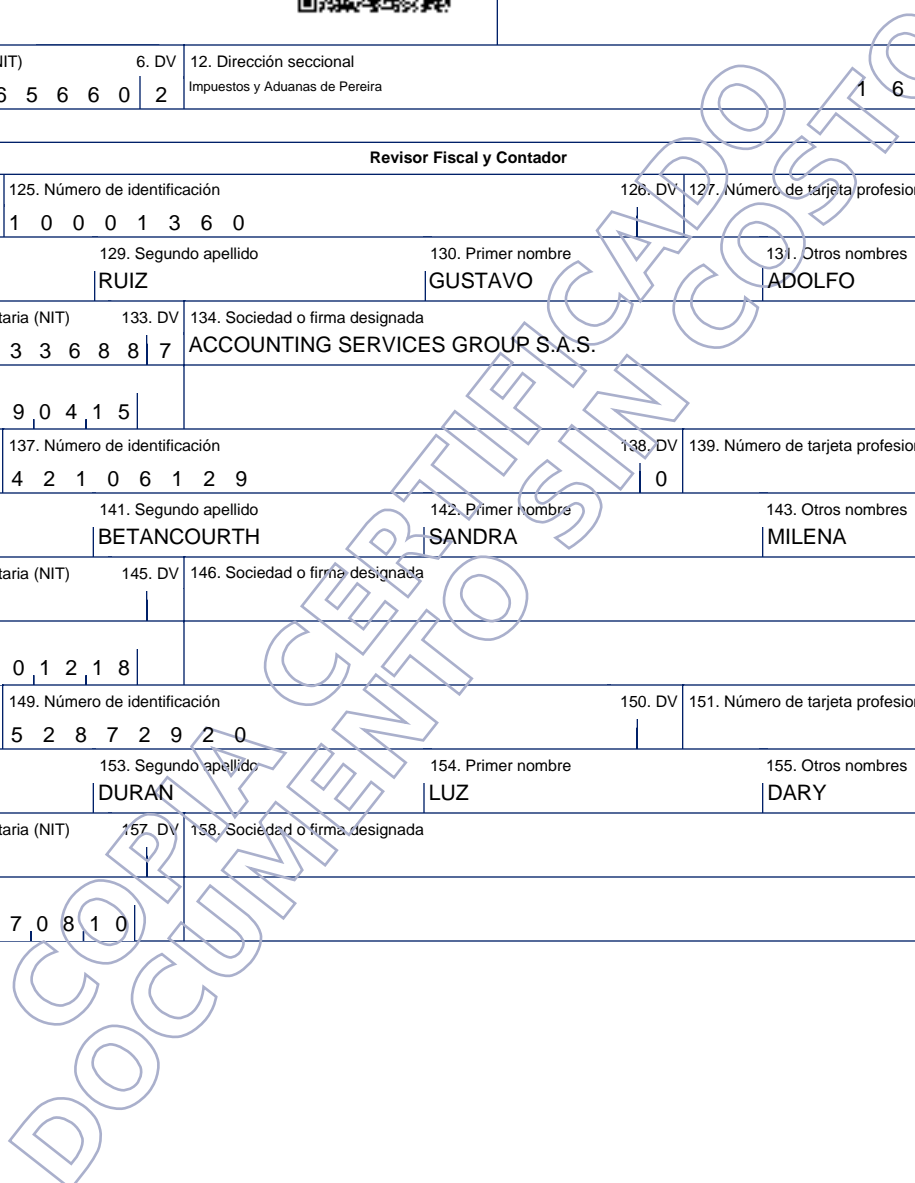 NIT) 6. DV 12. Dirección seccional
5 6 6 0 2 Impuestos y Aduanas de Pereira 1 6
Revisor Fiscal y Contador
125. Número de identificación 126. DV 127. Número de tarjeta
1 0 0 0 1 3 6 0
129. Segundo apellido 130. Primer nombre 131. Otros nombres
RUIZ GUSTAVO ADOLFO
(NIT) 133. DV 134. Sociedad o firma designada
3 3 6 8 8 7 ACCOUNTING SERVICES GROUP S.A.S.
9 0 4 1 5
137. Número de identificación 138. DV 139. Número de tarjeta
4 2 1 0 6 1 2 9 0
141. Segundo apellido 142. Primer nombre 143. Otros nombres
BETANCOURTH SANDRA MILENA
(NIT) 145. DV 146. Sociedad o firma designada
0 1 2 1 8
149. Número de identificación 150. DV 151. Número de tarjeta
5 2 8 7 2 9 2 0
153. Segundo apellido 154. Primer nombre 155. Otros nombres
DURAN LUZ DARY
(NIT) 157. DV 158. Sociedad o firma designada
7 0 8 1 0
COPIA CERTIFICADO
DOCUMENTO SIN COSTO